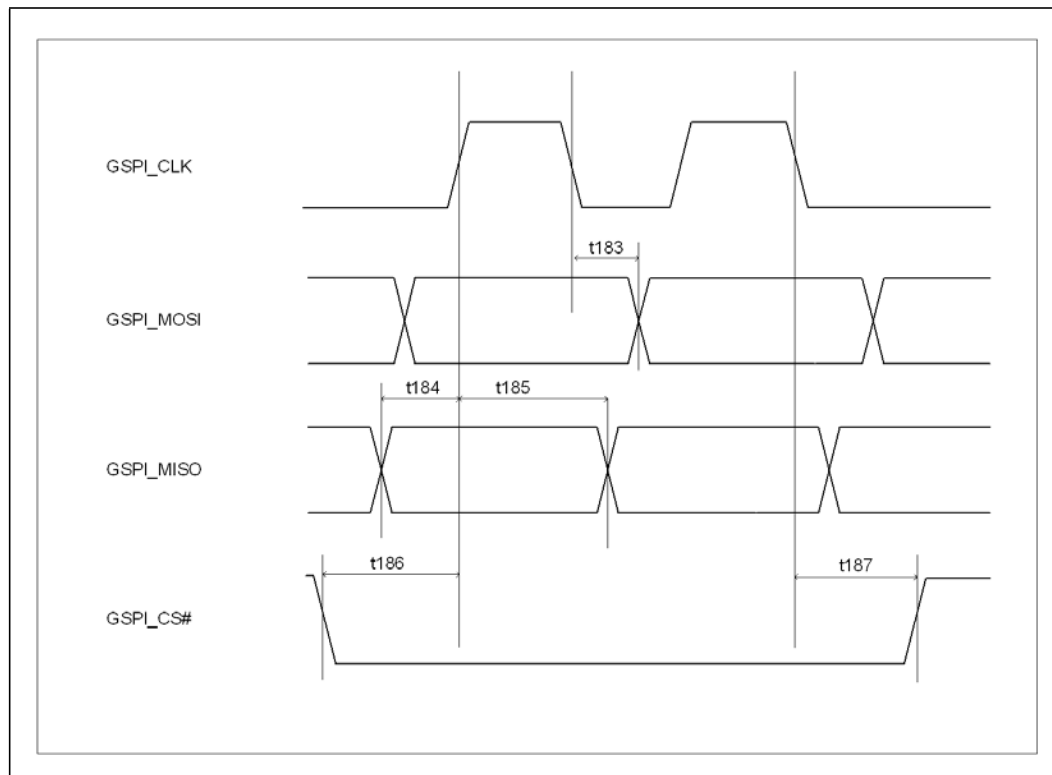 GSPI_CLK
t183
GSPI_MOSI
t184
t185
GSPI_MISO
t186
t187
GSPI_CS#